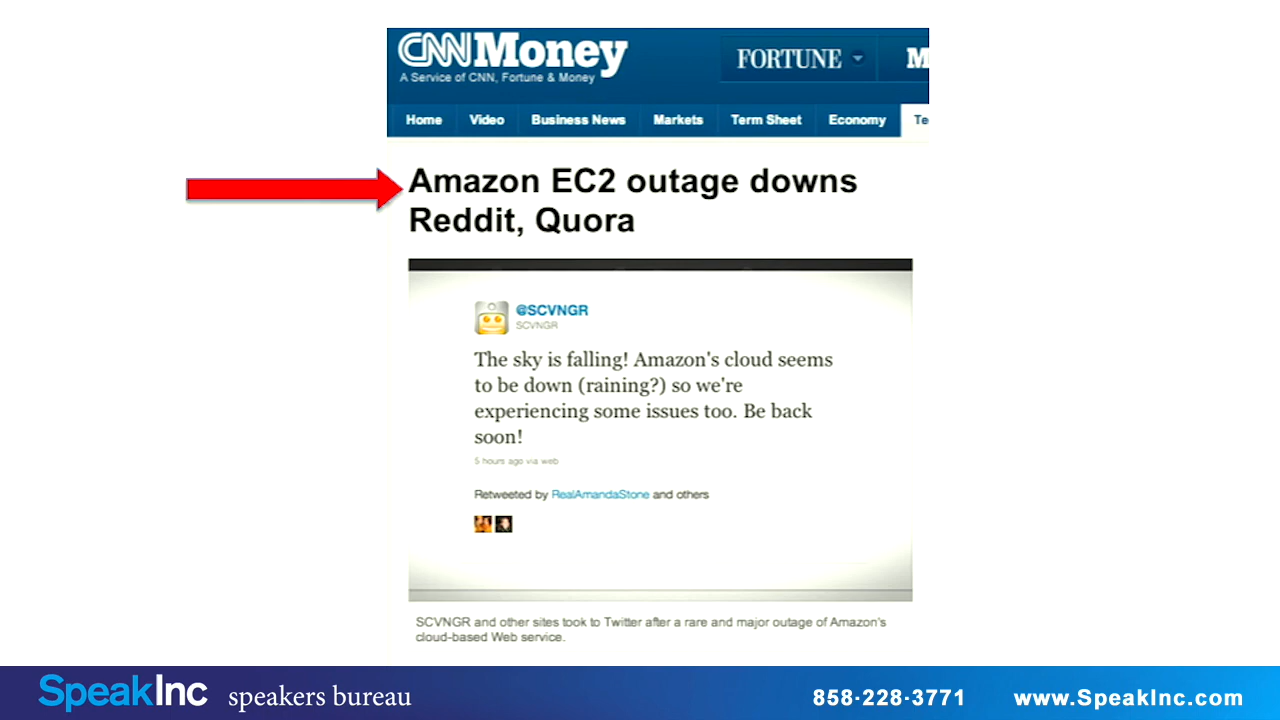 CNNMoney
A Service of CNN, Fortune & Money
FORTUNE
M
Home Video Business News Markets Term Sheet Economy Te
Amazon EC2 outage downs
Reddit, Quora
@SCVNGR
SCVNGR
The sky is falling! Amazon's cloud seems
to be down (raining?) so we're
experiencing some issues too. Be back
soon!
5 hours ago via web
Retweeted by RealAmandaStone and others
SCVNGR and other sites took to Twitter after a rare and major outage of Amazon's
cloud-based Web service.
SpeakInc speakers bureau 858·228·3771 www.SpeakInc.com